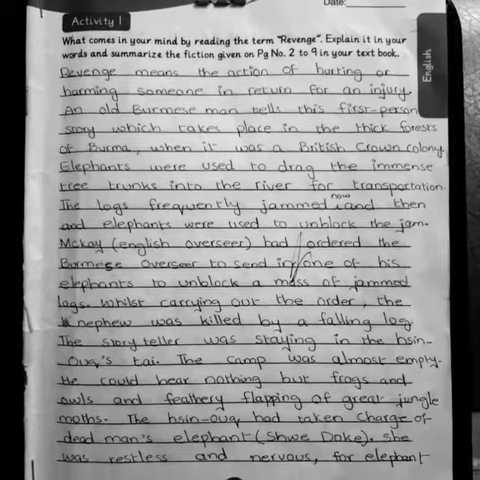 Date:
Activity 1
What comes in your mind by reading the term "Revenge". Explain it in your
words and summarize the fiction given on Pg No. 2 to 9 in your text book.
English
Revenge means the action of hurting or
harming someone in return for an injury.
An old Burmese man tells this first-person
story which takes place in the thick forests
of Burma, when it was a British Crown colony.
Elephants were used to drag the immense
tree trunks into the river for transportation.
The logs frequently jammed now and then
and elephants were used to unblock the jam.
Mckay (english overseer) had ordered the
Burmese overseer to send in one of his
elephants to unblock a mass of jammed
logs. Whilst carrying out the order, the
nephew was killed by a falling log.
The story teller was staying in the hsin-
ouq's tai. The camp was almost empty.
He could hear nothing but frogs and
owls and feathery flapping of great jungle
moths. The hsin-ouq had taken charge of
dead man's elephant (Shwe Doke). she
was restless and nervous, for elephant